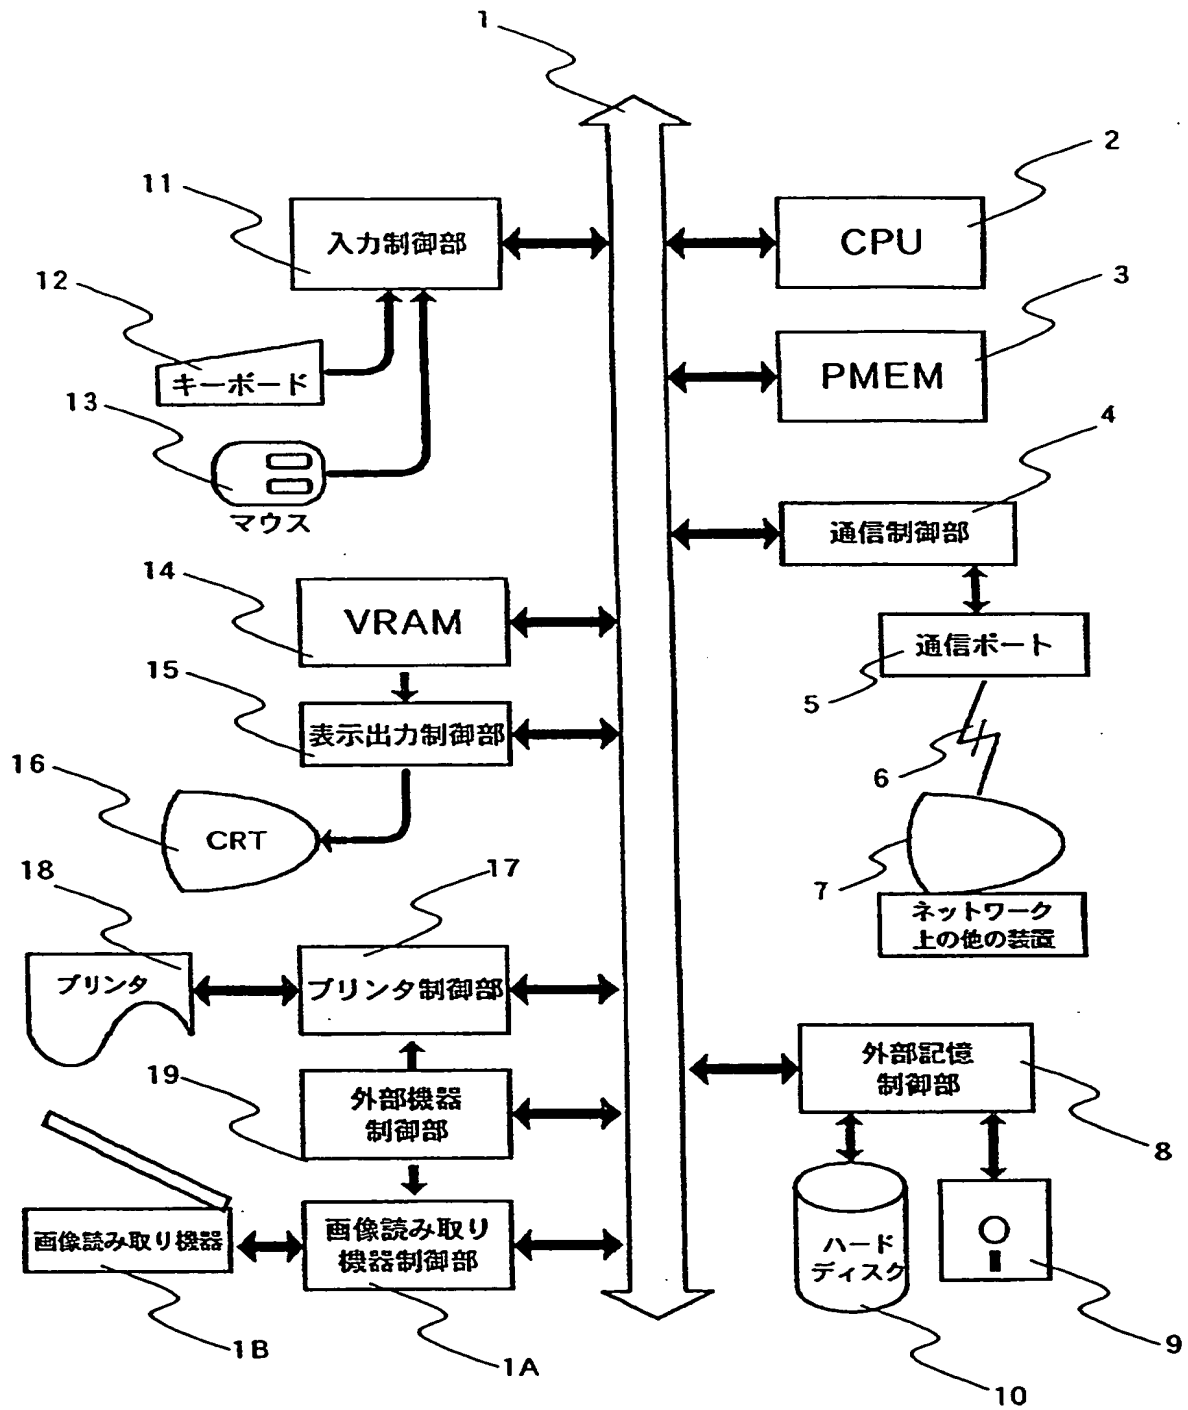 1
2
11
入力制御部
CPU
12
3
キーボード
PMEM
13
4
マウス
通信制御部
14
VRAM
通信ポート
15
5
表示出力制御部
16
6
CRT
17
7
18
ネットワーク
上の他の装置
プリンタ
プリンタ制御部
外部記憶
制御部
19
外部機器
制御部
8
画像読み取り機器
画像読み取り
機器制御部
ハード
ディスク
1B
9
1A
10